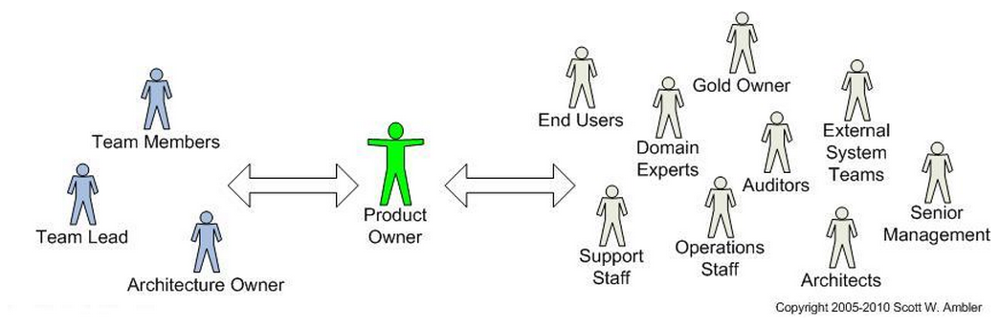 Team Members
Team Lead
Architecture Owner
Product
Owner
End Users
Domain
Experts
Gold Owner
Auditors
External
System
Teams
Senior
Management
Support
Staff
Operations
Staff
Architects
Copyright 2005-2010 Scott W. Ambler